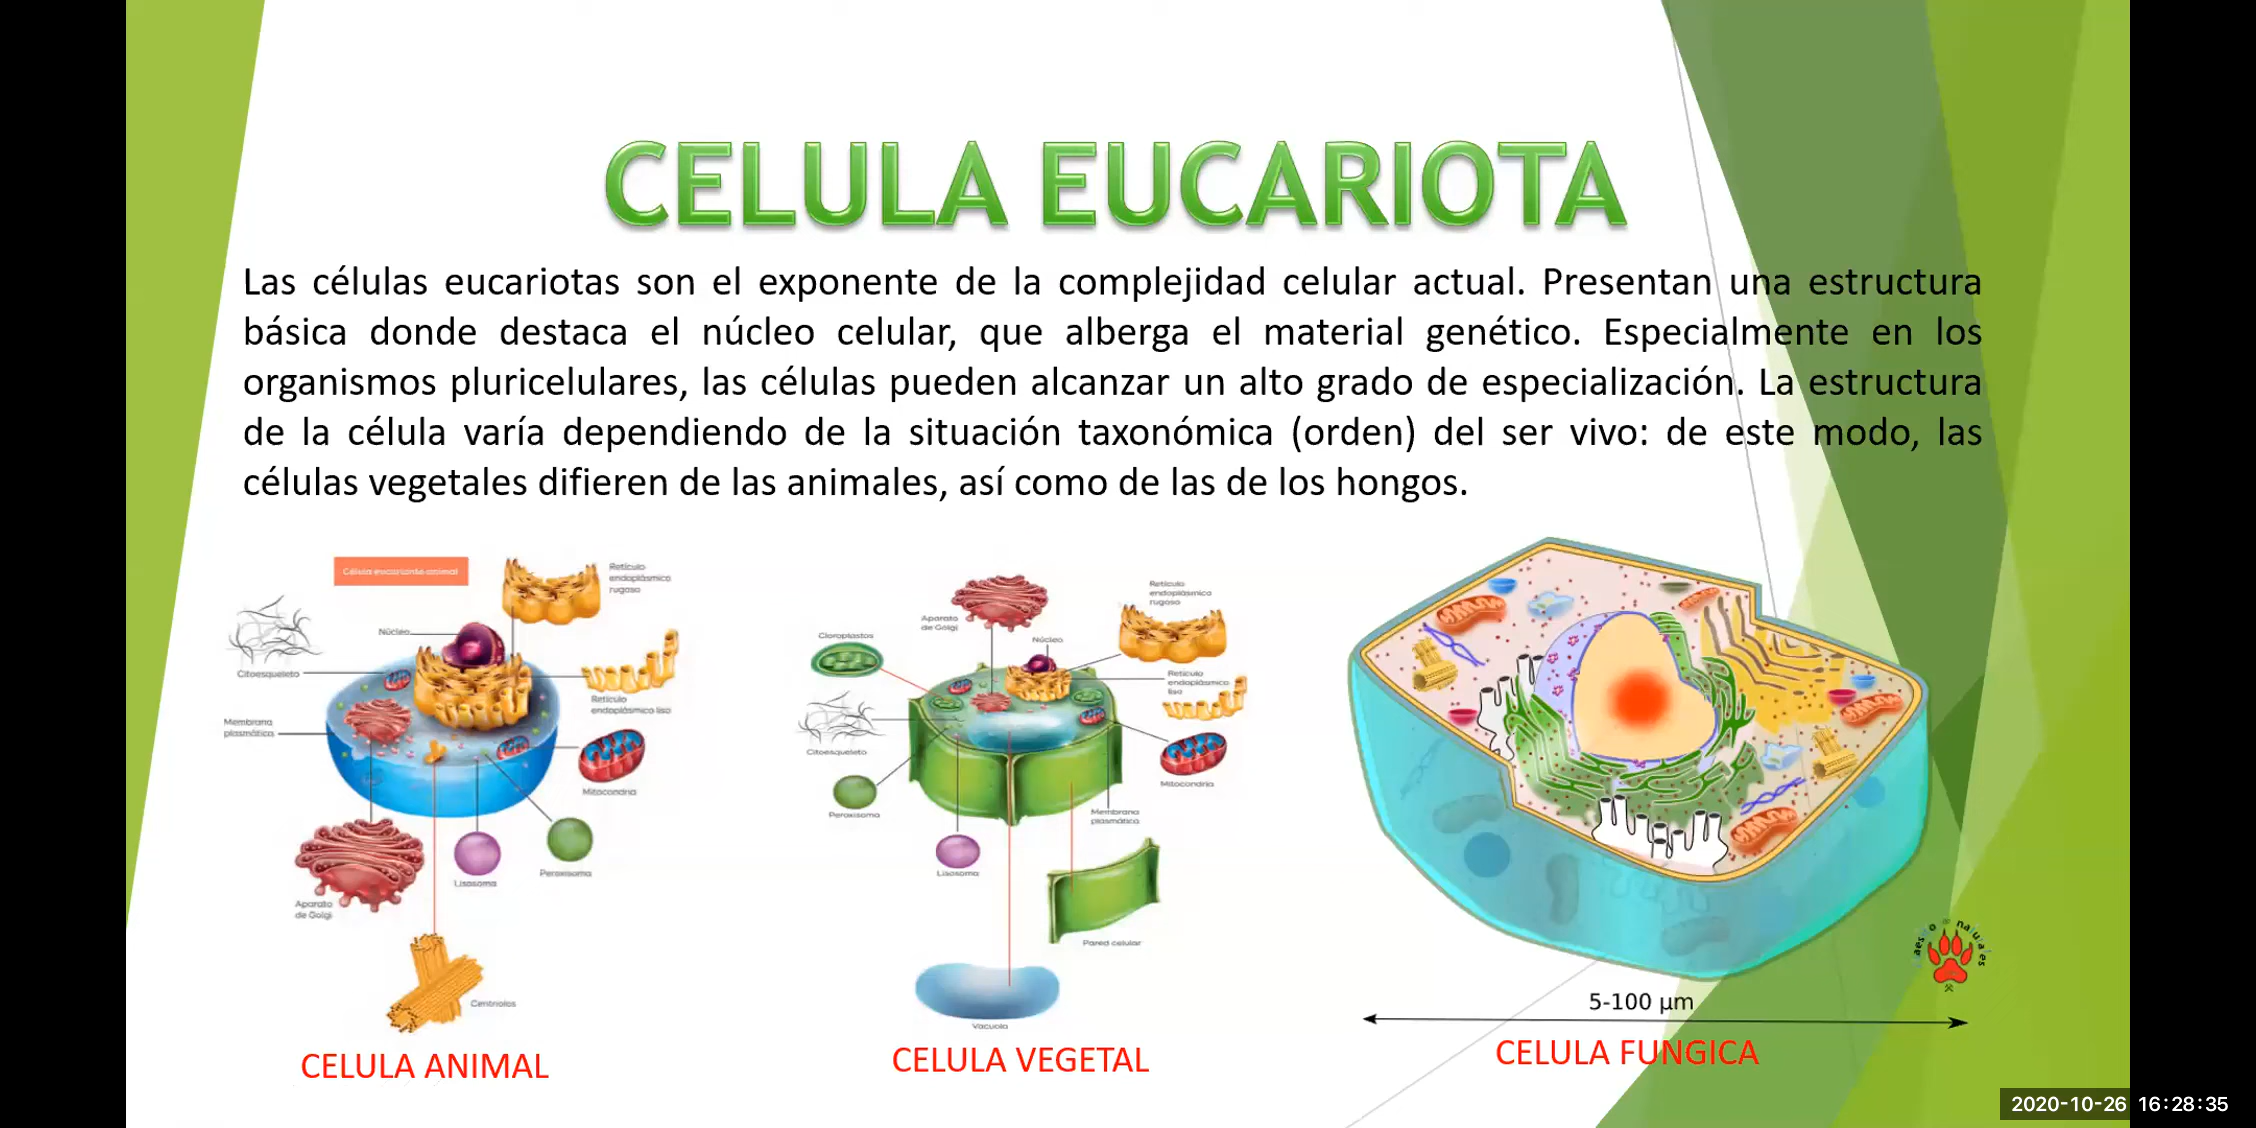 CELULA EUCARIOTA
Las células eucariotas son el exponente de la complejidad celular actual. Presentan una estructura
básica donde destaca el núcleo celular, que alberga el material genético. Especialmente en los
organismos pluricelulares, las células pueden alcanzar un alto grado de especialización. La estructura
de la célula varía dependiendo de la situación taxonómica (orden) del ser vivo: de este modo, las
células vegetales difieren de las animales, así como de las de los hongos.
Célula eucarionte animal
Retículo
endoplásmico
rugoso
Núcleo
Citoesqueleto
Retículo
endoplásmico liso
Membrana
plasmática
Mitocondria
Lisosoma
Peroxisoma
Aparato
de Golgi
Centriolos
CELULA ANIMAL
Aparato
de Golgi
Retículo
endoplásmico
rugoso
Cloroplastos
Núcleo
Retículo
endoplásmico
liso
Citoesqueleto
Mitocondria
Peroxisoma
Membrana
plasmática
Lisosoma
Pared celular
Vacuola
CELULA VEGETAL
5-100 µm
CELULA FUNGICA
2020-10-26 16:28:35